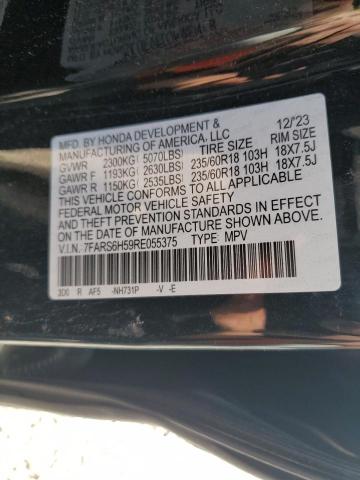 MFD. BY HONDA DEVELOPMENT & 12/23
MANUFACTURING OF AMERICA, LLC
TIRE SIZE RIM SIZE
GVWR 2300KG( 5070LBS)
GAWR F 1193KG( 2630LBS) 235/60R18 103H 18X7.5J
GAWR R 1150KG( 2535LBS) 235/60R18 103H 18X7.5J
THIS VEHICLE CONFORMS TO ALL APPLICABLE
FEDERAL MOTOR VEHICLE SAFETY STANDARDS
AND THEFT PREVENTION STANDARDS IN EFFECT
ON THE DATE OF MANUFACTURE SHOWN ABOVE.
V.I.N. 7FARS6H59RE055375 TYPE: MPV
3D0 R AF5 -NH731P -V -E